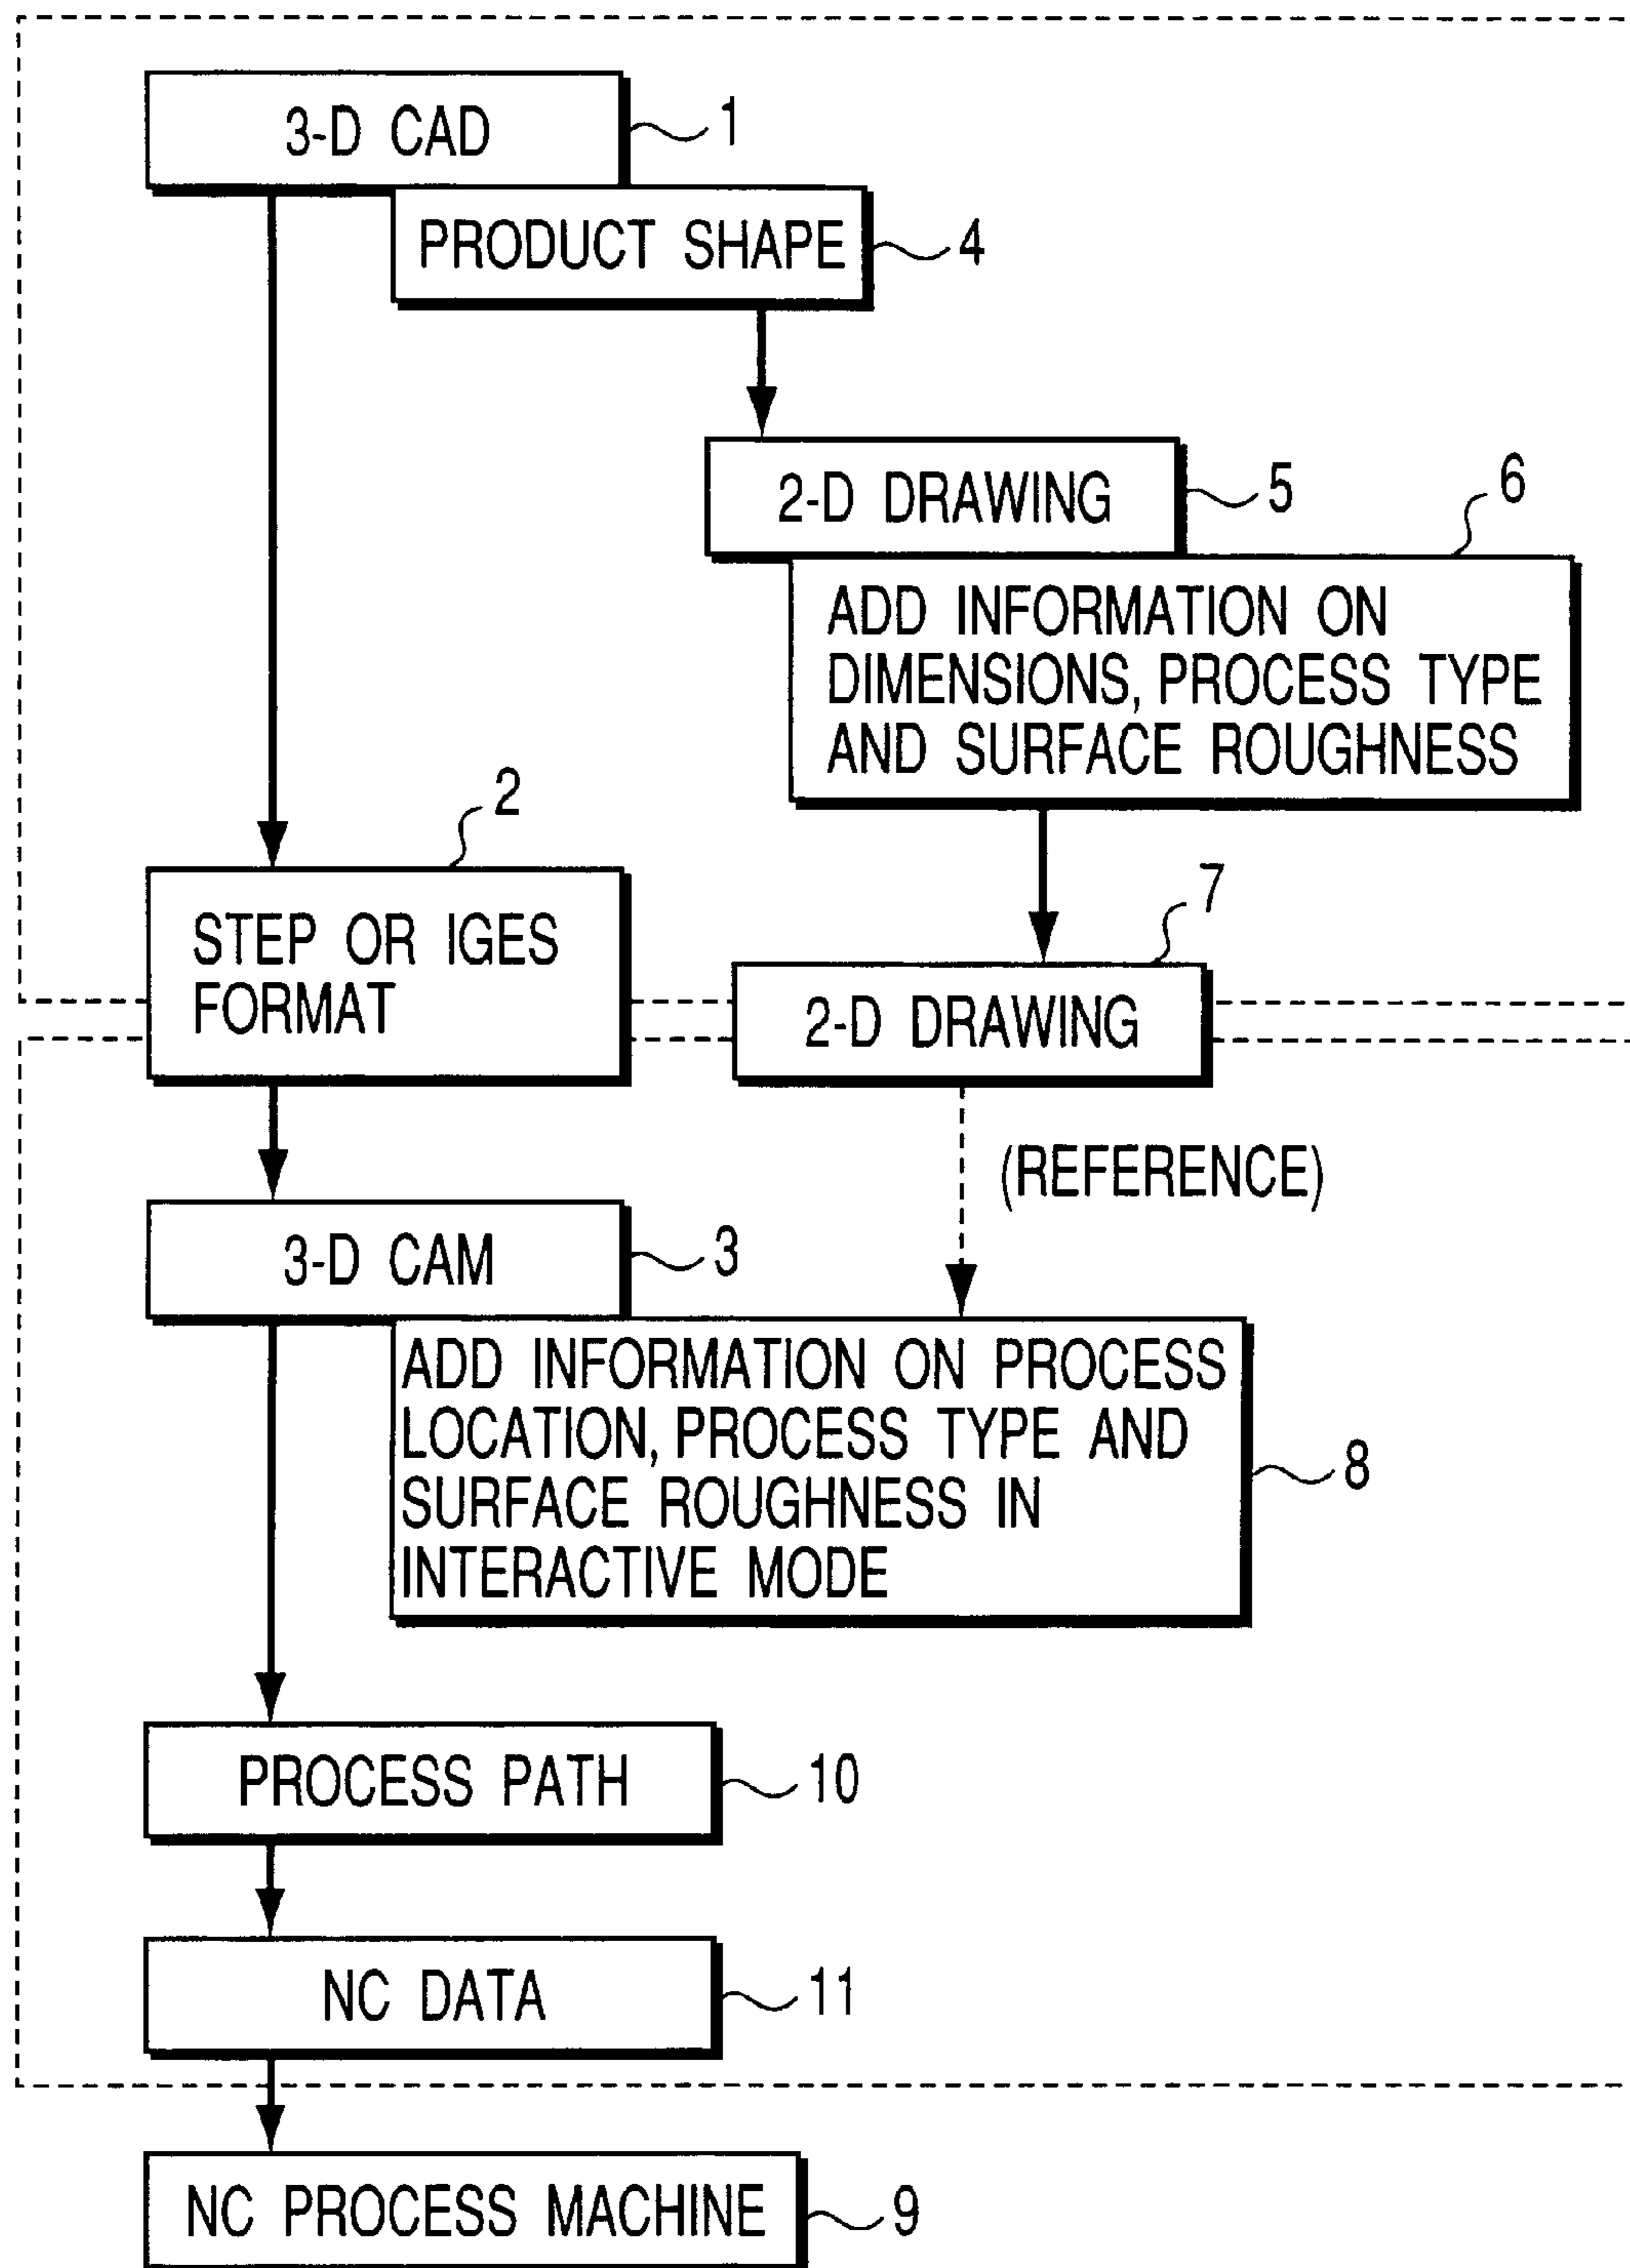 3-D CAD
1
PRODUCT SHAPE
4
2-D DRAWING
5
6
ADD INFORMATION ON
DIMENSIONS, PROCESS TYPE
AND SURFACE ROUGHNESS
2
STEP OR IGES
FORMAT
7
2-D DRAWING
(REFERENCE)
3-D CAM
3
ADD INFORMATION ON PROCESS
LOCATION, PROCESS TYPE AND
SURFACE ROUGHNESS IN
INTERACTIVE MODE
8
PROCESS PATH
10
NC DATA
11
NC PROCESS MACHINE
9